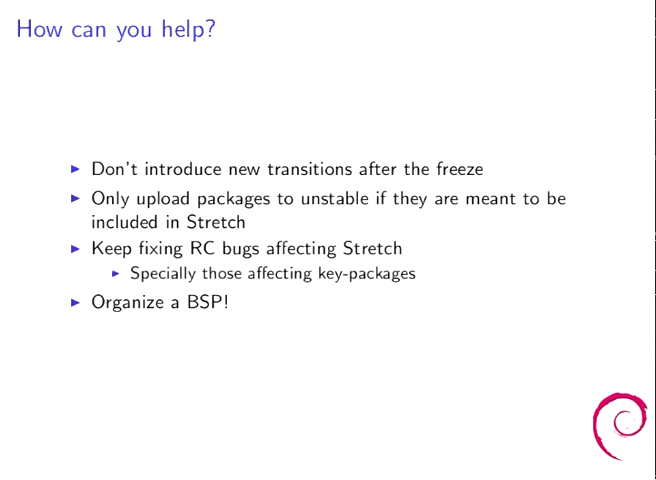 How can you help?
Don't introduce new transitions after the freeze
Only upload packages to unstable if they are meant to be
included in Stretch
Keep fixing RC bugs affecting Stretch
Specially those affecting key-packages
Organize a BSP!